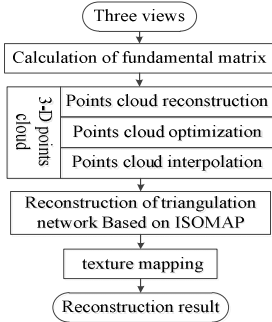 Three views
Calculation of fundamental matrix
3-D points
cloud
Points cloud reconstruction
Points cloud optimization
Points cloud interpolation
Reconstruction of triangulation
network Based on ISOMAP
texture mapping
Reconstruction result